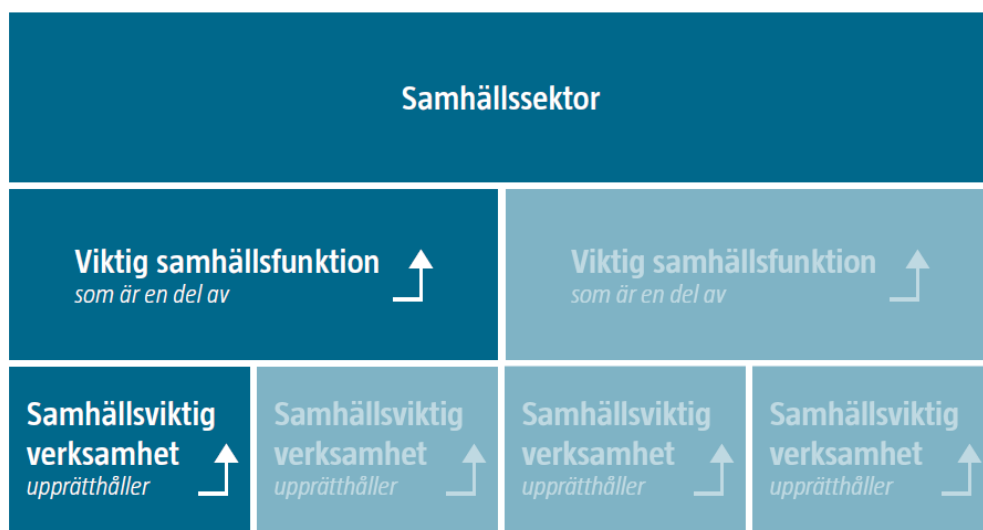 Samhällssektor
Viktig samhällsfunktion
som är en del av
Viktig samhällsfunktion
som är en del av
Samhällsviktig
verksamhet
upprätthåller
Samhällsviktig
verksamhet
upprätthåller
Samhällsviktig
verksamhet
upprätthåller
Samhällsviktig
verksamhet
upprätthåller